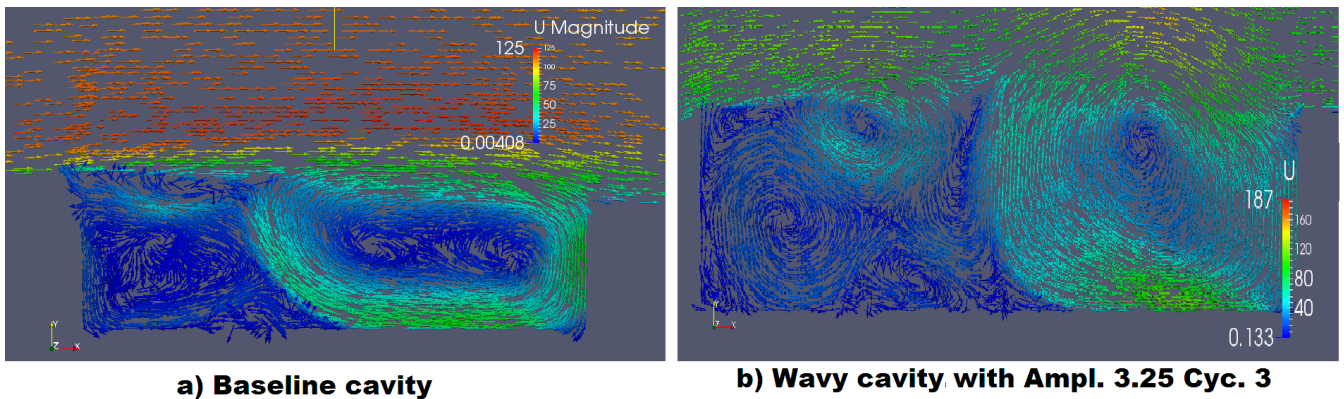 U Magnitude
125
125
100
75
50
25
0.00408
Y
Z X
a) Baseline cavity
U
187
160
120
80
40
0.133
Y
Z X
b) Wavy cavity. with Ampl. 3.25 Cyc. 3